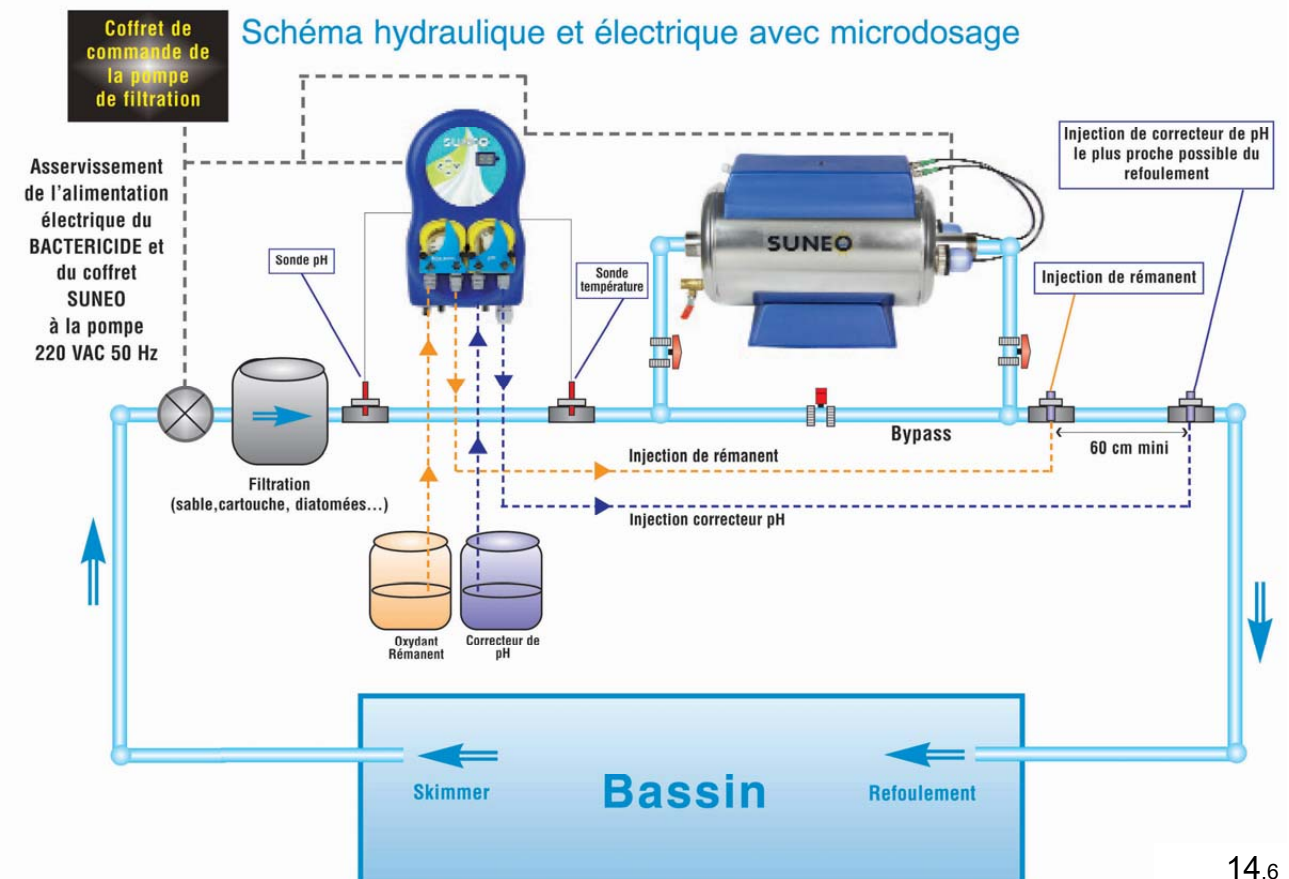 Coffret de
commande de
la pompe
de filtration
Schéma hydraulique et électrique avec microdosage
Asservissement
de l'alimentation
électrique du
BACTERICIDE et
du coffret
SUNEO
à la pompe
220 VAC 50 Hz
SUNEO
SUNEO
Injection de correcteur de pH
le plus proche possible du
refoulement
Sonde pH
Sonde
température
Injection de rémanent
Filtration
(sable,cartouche, diatomées...)
Bypass
60 cm mini
Injection de rémanent
Injection correcteur pH
Oxydant
Rémanent
Correcteur de
pH
Skimmer
Bassin
Refoulement
14.6